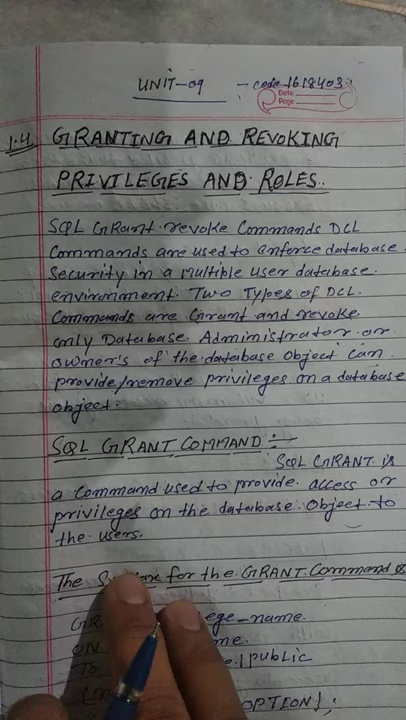 UNIT-09 - code-1618403:
Date
Page
1.4 GRANTING AND REVOKING
PRIVILEGES AND ROLES..
SQL GRant revoke Commands DCL
Commands are used to enforce database
Security in a Multiple user database.
environment. Two Types of DCL.
Commands are Grant and revoke.
only Database Administrator or
owner's of the database Object can
provide/remove privileges on a database
object.
SQL GRANT COMMAND :-
SQL GRANT is
a Command used to provide access or
privileges on the database Object to
the users.
The for the GRANT Command is
ege-name.
ON me.
TO e. | public
OPTION];